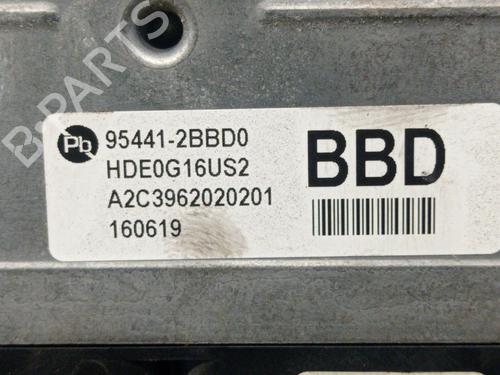 B-PARTS
Pb
95441-2BBD0
HDE0G16US2
A2C3962020201
160619
BBD